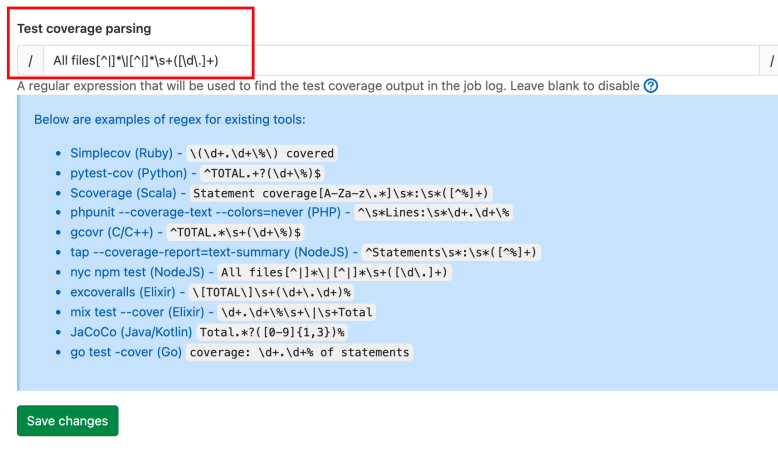 Test coverage parsing
/ All files[^|]*\|[^|]*\s+([\d\.]+) /
A regular expression that will be used to find the test coverage output in the job log. Leave blank to disable ?
Below are examples of regex for existing tools:
• Simplecov (Ruby) - \(\d+.\d+\%\) covered
• pytest-cov (Python) - ^TOTAL.+?(\d+\%)$
• Scoverage (Scala) - Statement coverage[A-Za-z\.*]\s*:\s*([^%]+)
• phpunit --coverage-text --colors=never (PHP) - ^\s*Lines:\s*\d+.\d+\%
• gcovr (C/C++) - ^TOTAL.*\s+(\d+\%)$
• tap --coverage-report=text-summary (NodeJS) - ^Statements\s*:\s*([^%]+)
• nyc npm test (NodeJS) - All files[^|]*\|[^|]*\s+([\d\.]+)
• excoveralls (Elixir) - \[TOTAL\]\s+(\d+\.\d+)%
• mix test --cover (Elixir) - \d+.\d+\%\s+\|\s+Total
• JaCoCo (Java/Kotlin) Total.*?([0-9]{1,3})%
• go test -cover (Go) coverage: \d+.\d+% of statements
Save changes